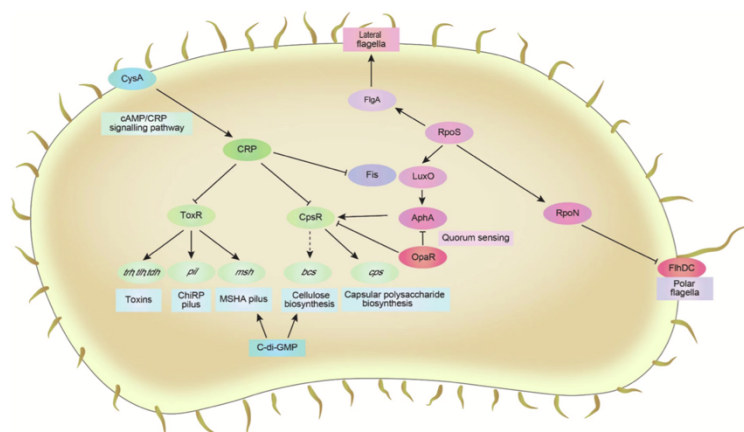 Lateral
flagella
CysA
FlgA
cAMP/CRP
signalling pathway
RpoS
CRP
Fis
LuxO
ToxR
CpsR
AphA
RpoN
Quorum sensing
OpaR
FlhDC
Polar
flagella
trh, tlh, tdh
pil
msh
bcs
cps
Toxins
ChiRP
pilus
MSHA pilus
Cellulose
biosynthesis
Capsular polysaccharide
biosynthesis
C-di-GMP